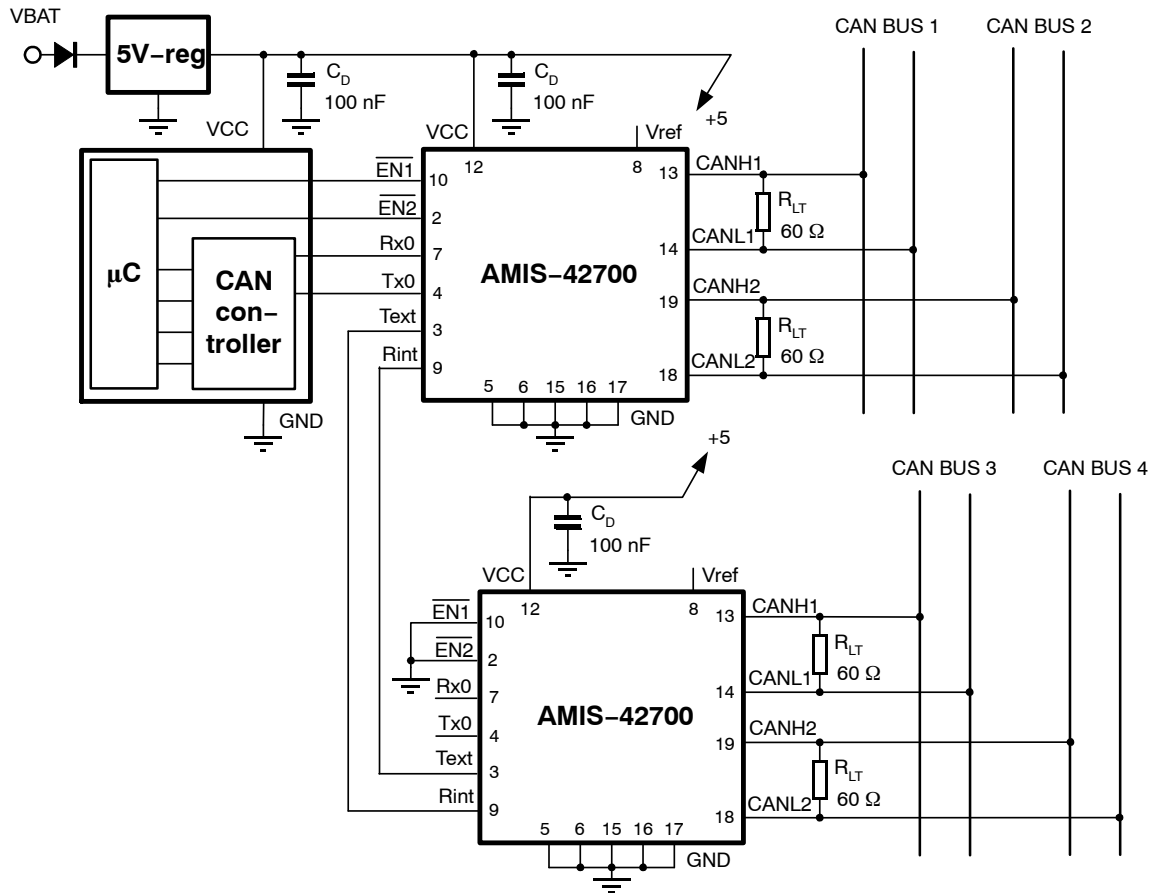 VBAT
5V−reg
CAN BUS 1
CAN BUS 2
C_D
100 nF
C_D
100 nF
+5
VCC
VCC
Vref
12
8
EN1
10
EN2
2
Rx0
7
Tx0
4
Text
3
Rint
9
µC
CAN
con−
troller
GND
AMIS−42700
13
CANH1
R_LT
60 Ω
14
CANL1
19
CANH2
R_LT
60 Ω
18
CANL2
5
6
15
16
17
GND
+5
CAN BUS 3
CAN BUS 4
C_D
100 nF
VCC
Vref
12
8
EN1
10
EN2
2
Rx0
7
Tx0
4
Text
3
Rint
9
AMIS−42700
13
CANH1
R_LT
60 Ω
14
CANL1
19
CANH2
R_LT
60 Ω
18
CANL2
5
6
15
16
17
GND